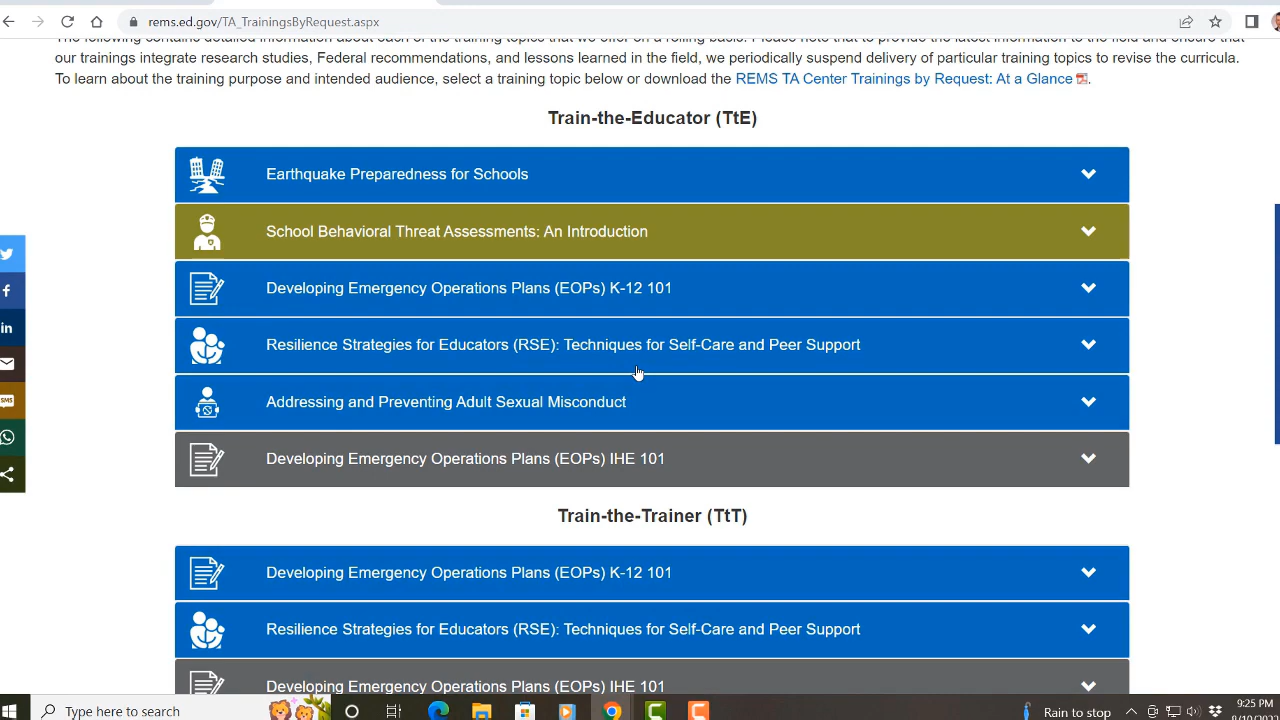 rems.ed.gov/TA_TrainingsByRequest.aspx
our trainings integrate research studies, Federal recommendations, and lessons learned in the field, we periodically suspend delivery of particular training topics to revise the curricula.
To learn about the training purpose and intended audience, select a training topic below or download the REMS TA Center Trainings by Request: At a Glance.
Train-the-Educator (TtE)
Earthquake Preparedness for Schools
School Behavioral Threat Assessments: An Introduction
Developing Emergency Operations Plans (EOPs) K-12 101
Resilience Strategies for Educators (RSE): Techniques for Self-Care and Peer Support
Addressing and Preventing Adult Sexual Misconduct
Developing Emergency Operations Plans (EOPs) IHE 101
in
SMS
Train-the-Trainer (TtT)
Developing Emergency Operations Plans (EOPs) K-12 101
Resilience Strategies for Educators (RSE): Techniques for Self-Care and Peer Support
Developing Emergency Operations Plans (EOPs) IHE 101
Type here to search
Rain to stop
9:25 PM